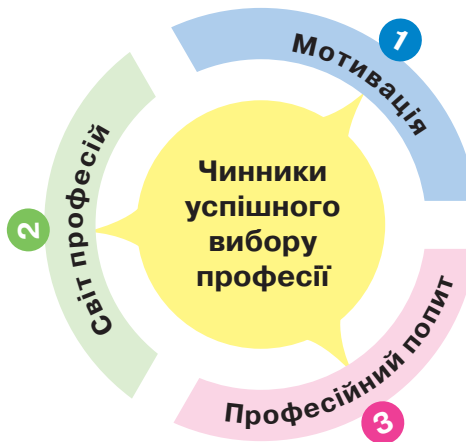 Чинники
успішного
вибору
професії
1
Мотивація
2
Світ професій
3
Професійний попит